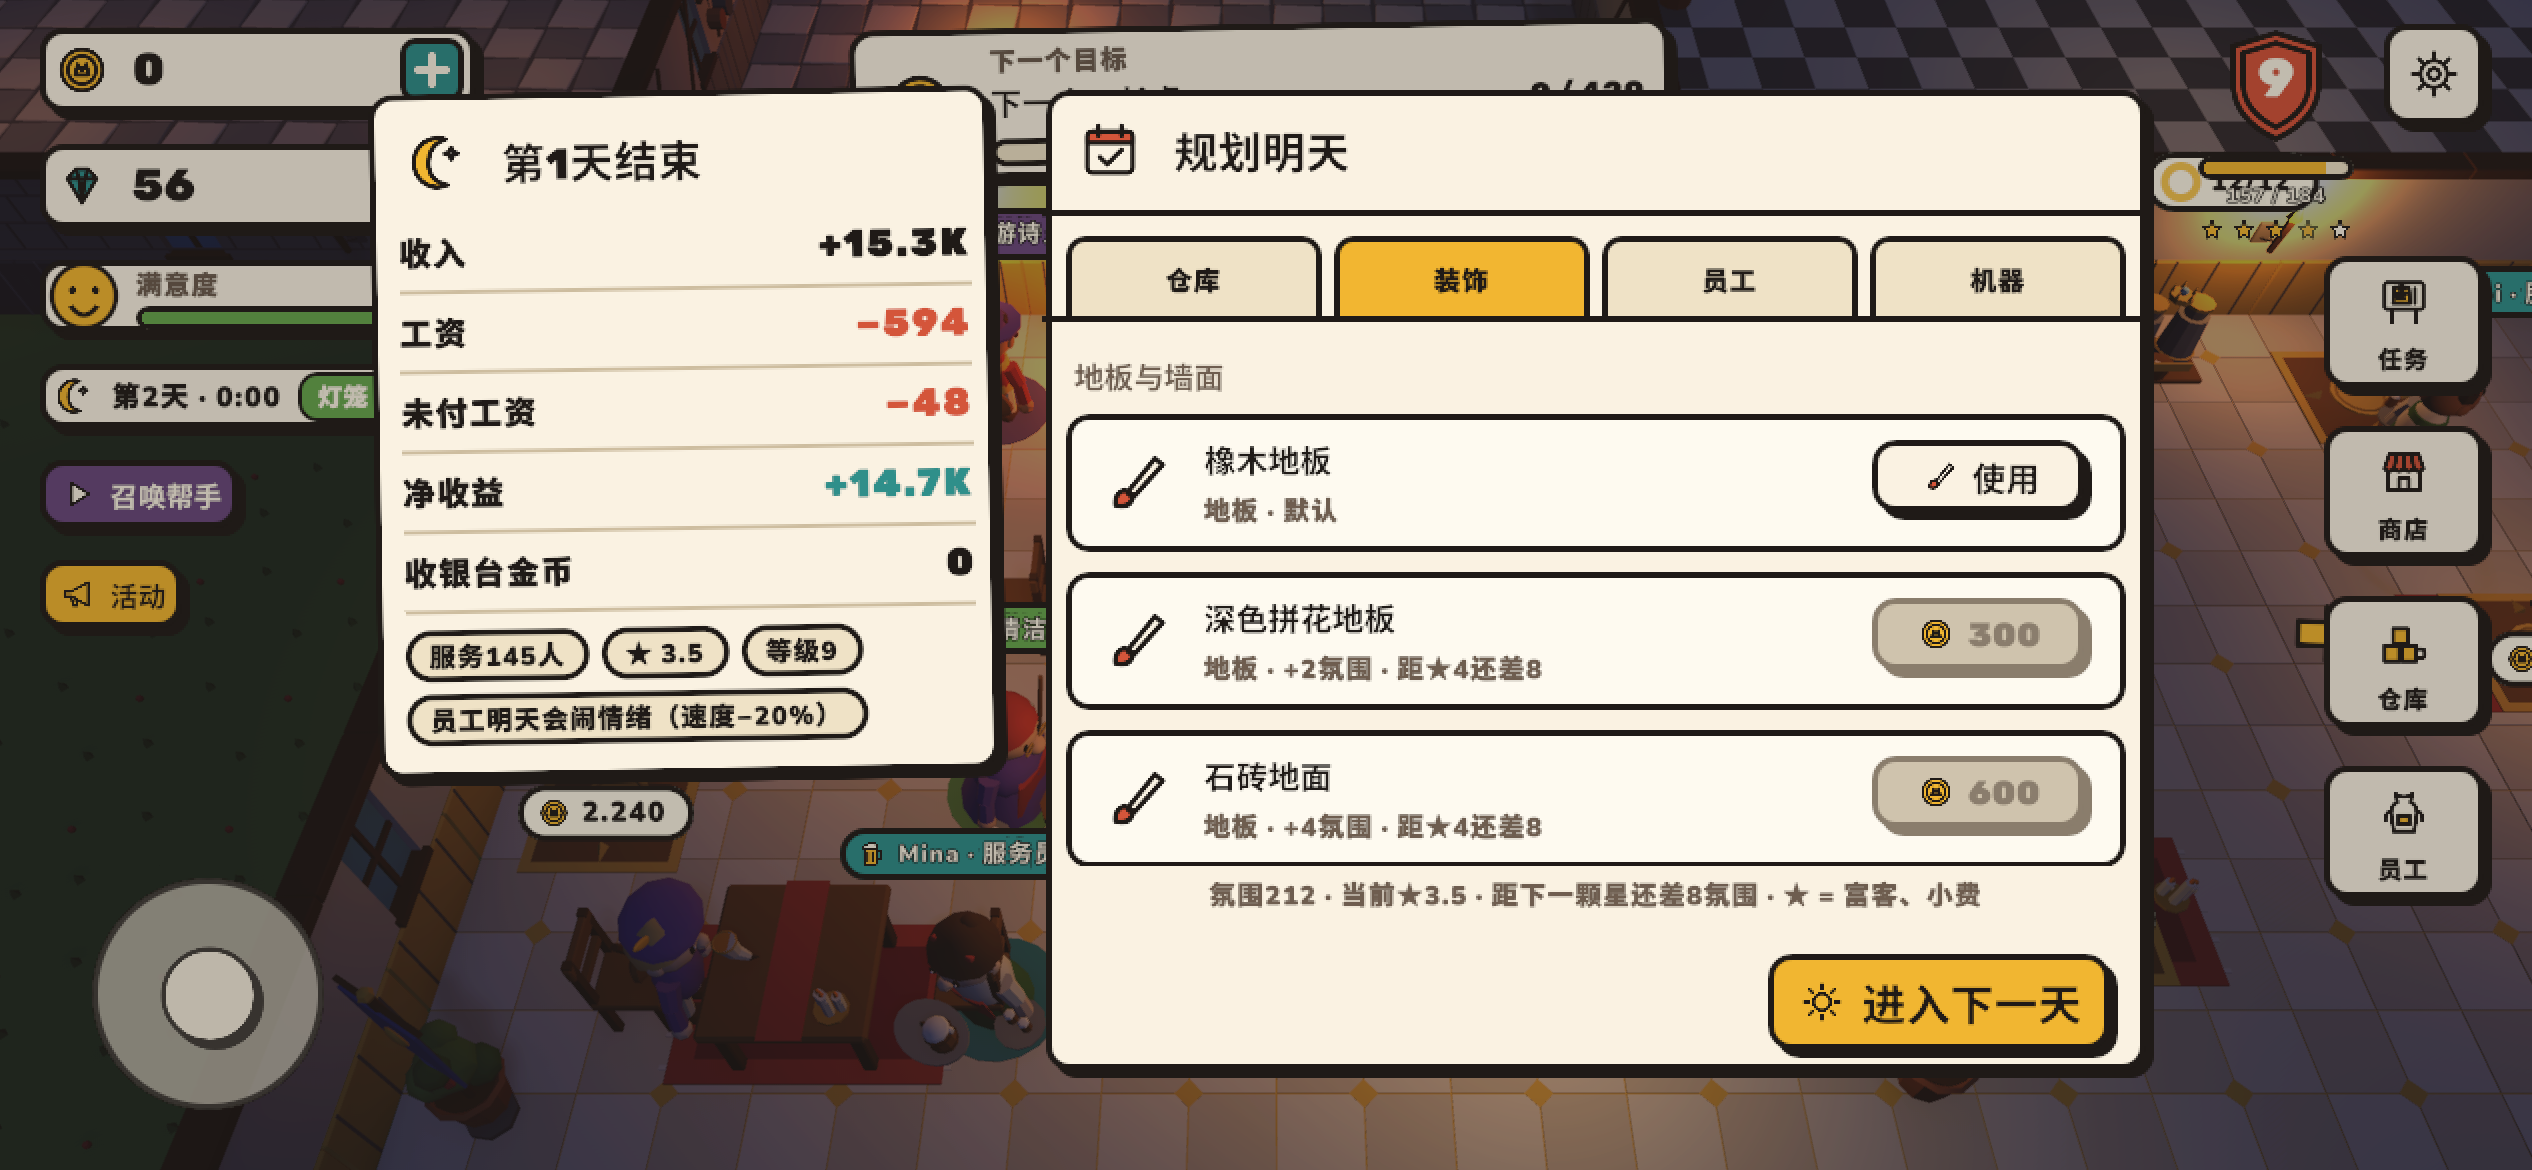 0
下一个目标
9
56
满意度
第2天 · 0:00
灯笼
召唤帮手
活动
第1天结束
收入 +15.3K
工资 −594
未付工资 −48
净收益 +14.7K
收银台金币 0
服务145人 ★ 3.5 等级9
员工明天会闹情绪（速度−20%）
2.240
Mina · 服务员
规划明天
仓库 装饰 员工 机器
地板与墙面
橡木地板
地板 · 默认
使用
深色拼花地板
地板 · +2氛围 · 距★4还差8
300
石砖地面
地板 · +4氛围 · 距★4还差8
600
氛围212 · 当前★3.5 · 距下一颗星还差8氛围 · ★ = 富客、小费
进入下一天
157 / 184
任务
商店
仓库
员工